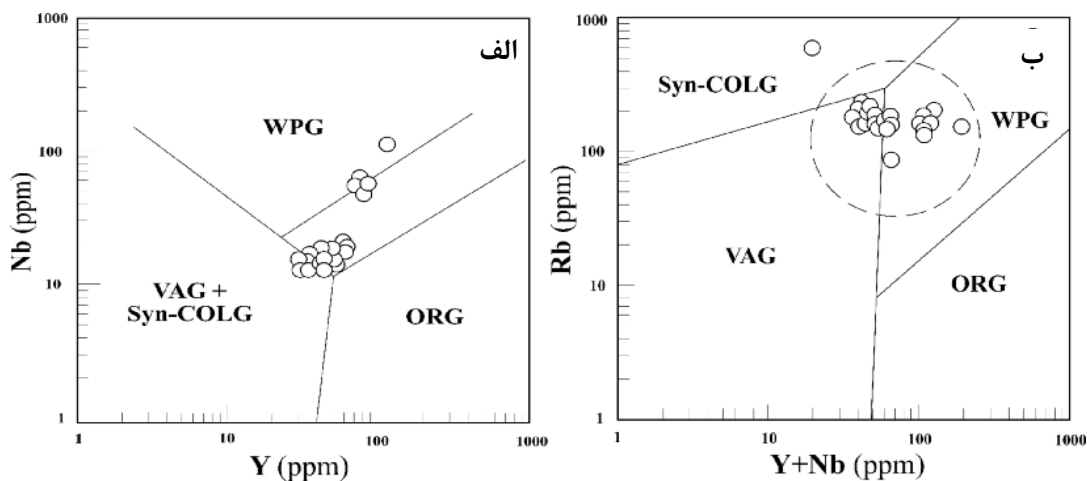 1000
100
10
1
Nb (ppm)
الف
WPG
VAG +
Syn-COLG
ORG
1
10
100
1000
Y (ppm)
1000
100
10
1
Rb (ppm)
ب
Syn-COLG
WPG
VAG
ORG
1
10
100
1000
Y+Nb (ppm)